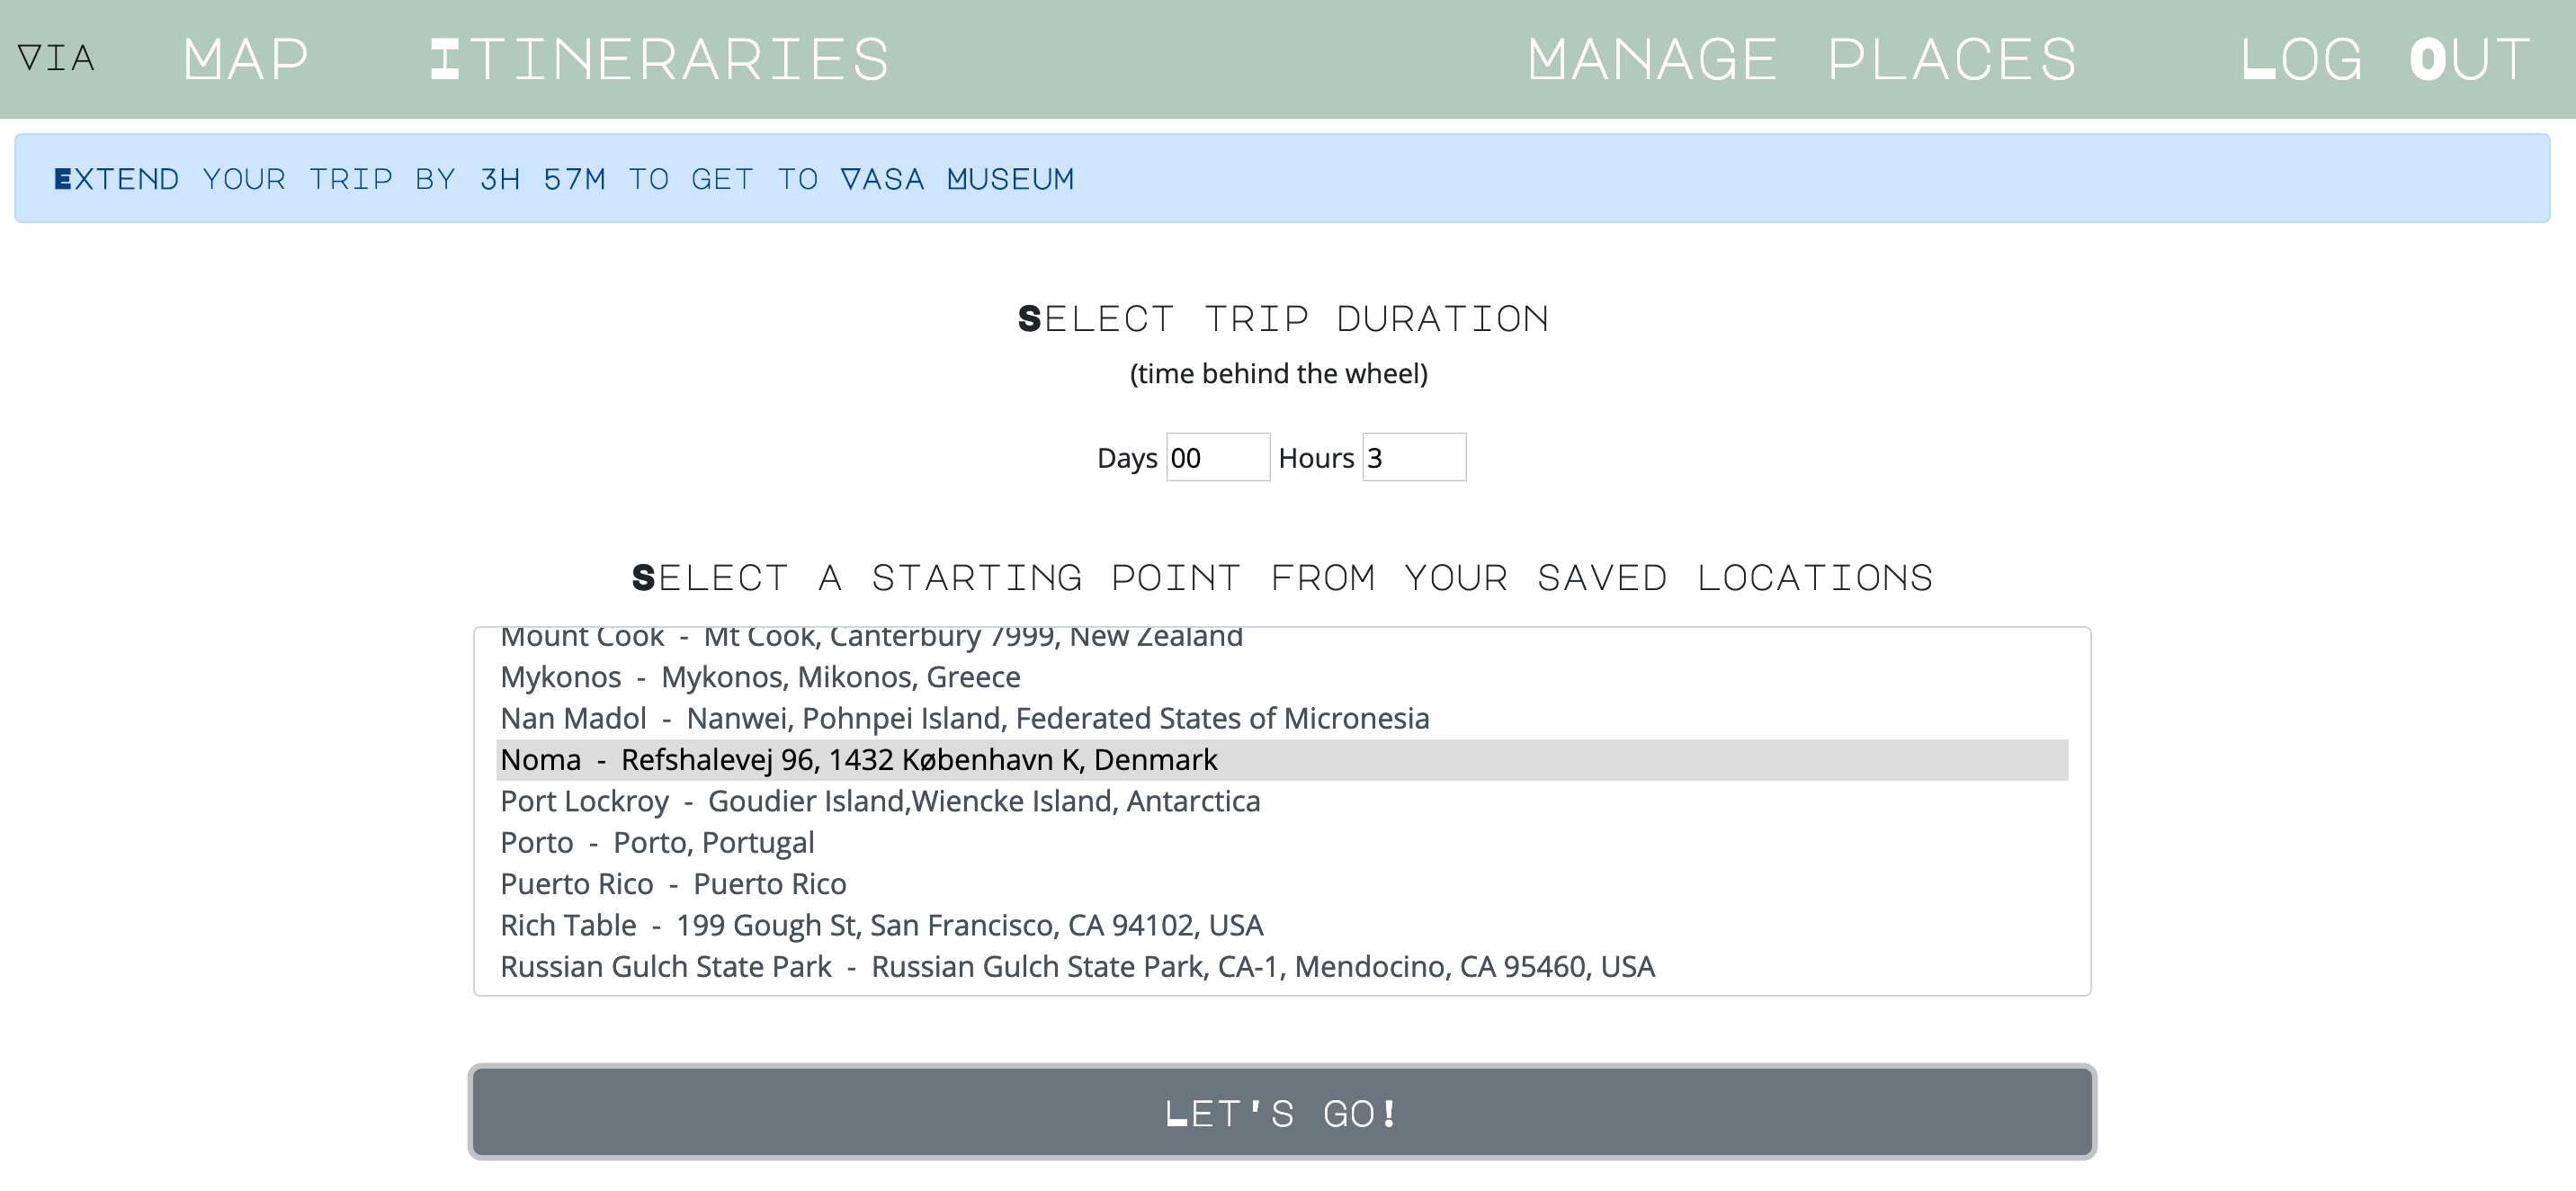 VIA MAP ITINERARIES MANAGE PLACES LOG OUT
EXTEND YOUR TRIP BY 3H 57M TO GET TO VASA MUSEUM
SELECT TRIP DURATION
(time behind the wheel)
Days 00 Hours 3
SELECT A STARTING POINT FROM YOUR SAVED LOCATIONS
Mount Cook - Mt Cook, Canterbury 7999, New Zealand
Mykonos - Mykonos, Mikonos, Greece
Nan Madol - Nanwei, Pohnpei Island, Federated States of Micronesia
Noma - Refshalevej 96, 1432 København K, Denmark
Port Lockroy - Goudier Island,Wiencke Island, Antarctica
Porto - Porto, Portugal
Puerto Rico - Puerto Rico
Rich Table - 199 Gough St, San Francisco, CA 94102, USA
Russian Gulch State Park - Russian Gulch State Park, CA-1, Mendocino, CA 95460, USA
LET'S GO!